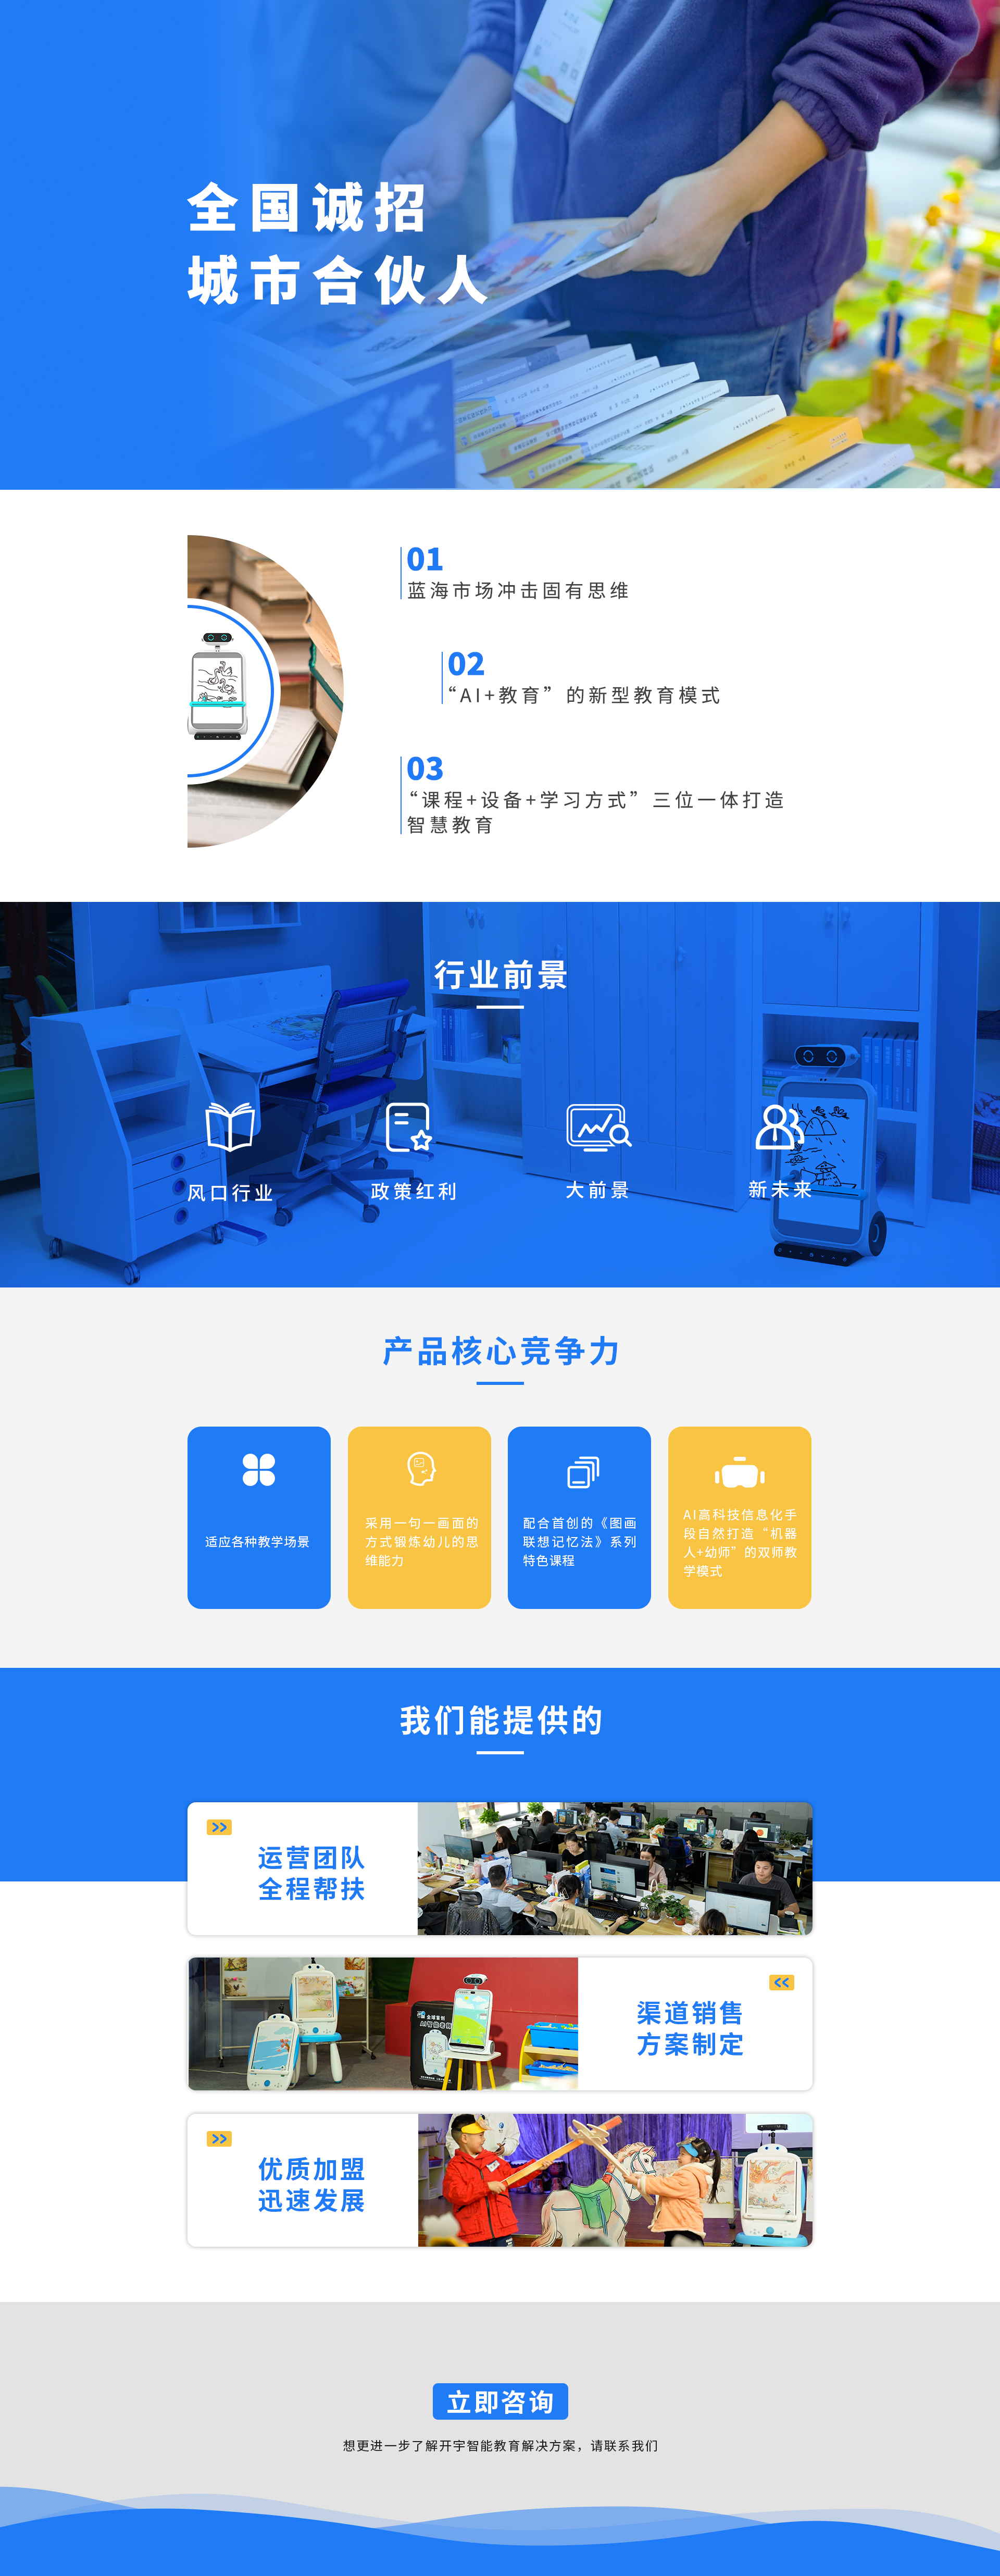 全国诚招
城市合伙人
01
蓝海市场冲击固有思维
02
“AI+教育”的新型教育模式
03
“课程+设备+学习方式”三位一体打造
智慧教育
行业前景
风口行业
政策红利
大前景
新未来
产品核心竞争力
适应各种教学场景
采用一句一画面的
方式锻炼幼儿的思
维能力
配合首创的《图画
联想记忆法》系列
特色课程
AI高科技信息化手
段自然打造“机器
人+幼师”的双师教
学模式
我们能提供的
运营团队
全程帮扶
渠道销售
方案制定
优质加盟
迅速发展
立即咨询
想更进一步了解开宇智能教育解决方案，请联系我们